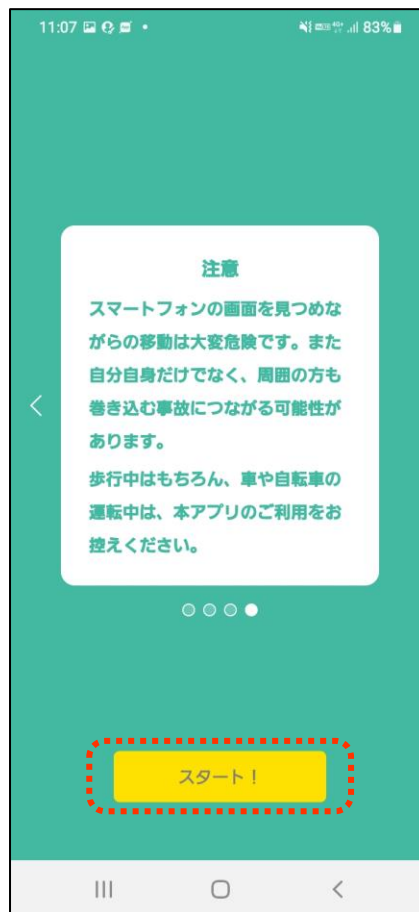 11:07 83%
注意
スマートフォンの画面を見つめな
がらの移動は大変危険です。また
自分自身だけでなく、周囲の方も
巻き込む事故につながる可能性が
あります。
歩行中はもちろん、車や自転車の
運転中は、本アプリのご利用をお
控えください。
スタート！